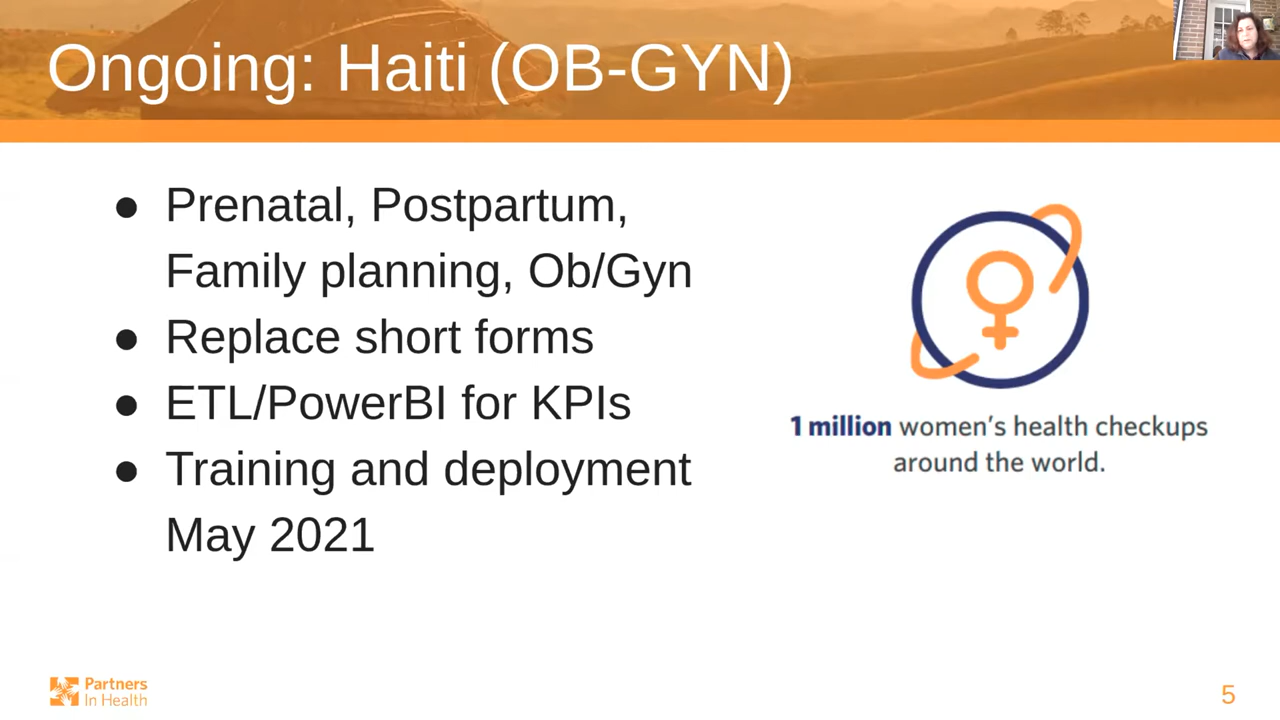 Ongoing: Haiti (OB-GYN)
● Prenatal, Postpartum,
Family planning, Ob/Gyn
● Replace short forms
● ETL/PowerBI for KPIs
● Training and deployment
May 2021
1 million women's health checkups
around the world.
Partners
In Health
5